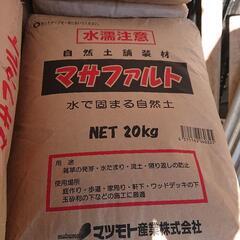 水濡注意
自然土舗装材
マサファルト
水で固まる自然土
NET 20kg
用途
雑草の発芽・水たまり・流土・照り返しの防止
使用場所
庭作り・歩道・家周り・軒下・ウッドデッキの下
玉砂利の下などの施工に最適
マツモト産業株式会社